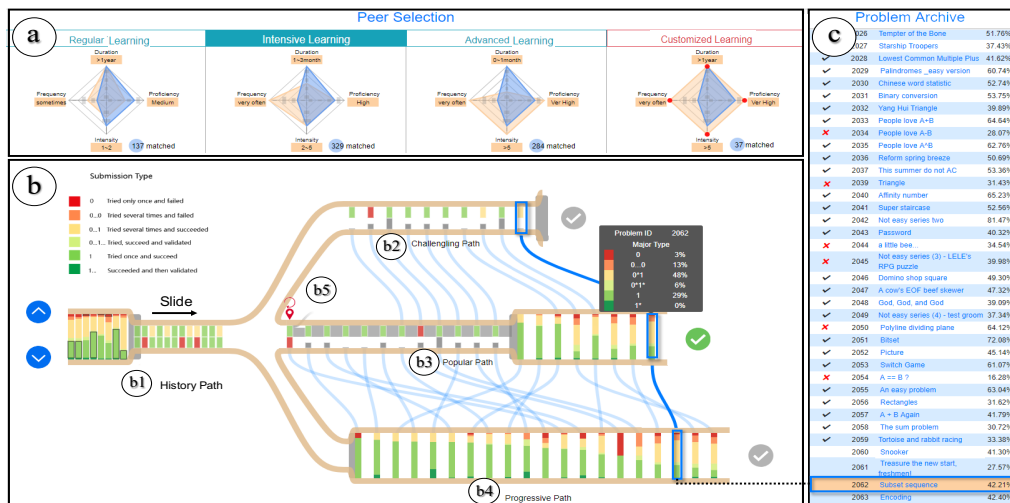 Peer Selection
a
Regular Learning
Intensive Learning
Advanced Learning
Customized Learning
Duration
>1year
Frequency
sometimes
Proficiency
Medium
Intensity
1~2
137 matched
Duration
1~3month
Frequency
very often
Proficiency
High
Intensity
2~5
329 matched
Duration
0~1month
Frequency
very often
Proficiency
Ver High
Intensity
>5
284 matched
Duration
>1year
Frequency
very often
Proficiency
Ver High
Intensity
>5
37 matched
b
Submission Type
0 Tried only once and failed
0...0 Tried several times and failed
0...1 Tried several times and succeeded
0...1... Tried, succeed and validated
1 Tried once and succeed
1... Succeeded and then validated
Slide
b1
History Path
b2
Challengling Path
b5
b3
Popular Path
b4
Progressive Path
Problem ID 2062
Major Type
0 3%
0...0 13%
0*1 48%
0*1* 6%
1 29%
1* 0%
c
Problem Archive
2026 Tempter of the Bone 51.76%
2027 Starship Troopers 37.43%
2028 Lowest Common Multiple Plus 41.62%
2029 Palindromes _easy version 60.74%
2030 Chinese word statistic 52.74%
2031 Binary conversion 53.75%
2032 Yang Hui Triangle 39.89%
2033 People love A+B 64.64%
2034 People love A-B 28.07%
2035 People love A^B 62.76%
2036 Reform spring breeze 50.69%
2037 This summer do not AC 53.36%
2039 Triangle 31.43%
2040 Affinity number 65.23%
2041 Super staircase 52.56%
2042 Not easy series two 81.47%
2043 Password 40.32%
2044 a little bee... 34.54%
2045 Not easy series (3) - LELE's RPG puzzle 39.98%
2046 Domino shop square 49.30%
2047 A cow's EOF beef skewer 47.32%
2048 God, God, and God 39.09%
2049 Not easy series (4) - test groom 37.34%
2050 Polyline dividing plane 64.12%
2051 Bitset 72.08%
2052 Picture 45.14%
2053 Switch Game 61.07%
2054 A == B ? 16.28%
2055 An easy problem 63.04%
2056 Rectangles 31.62%
2057 A + B Again 41.79%
2058 The sum problem 30.72%
2059 Tortoise and rabbit racing 33.38%
2060 Snooker 41.30%
2061 Treasure the new start, freshmen! 27.57%
2062 Subset sequence 42.21%
2063 Encoding 42.40%